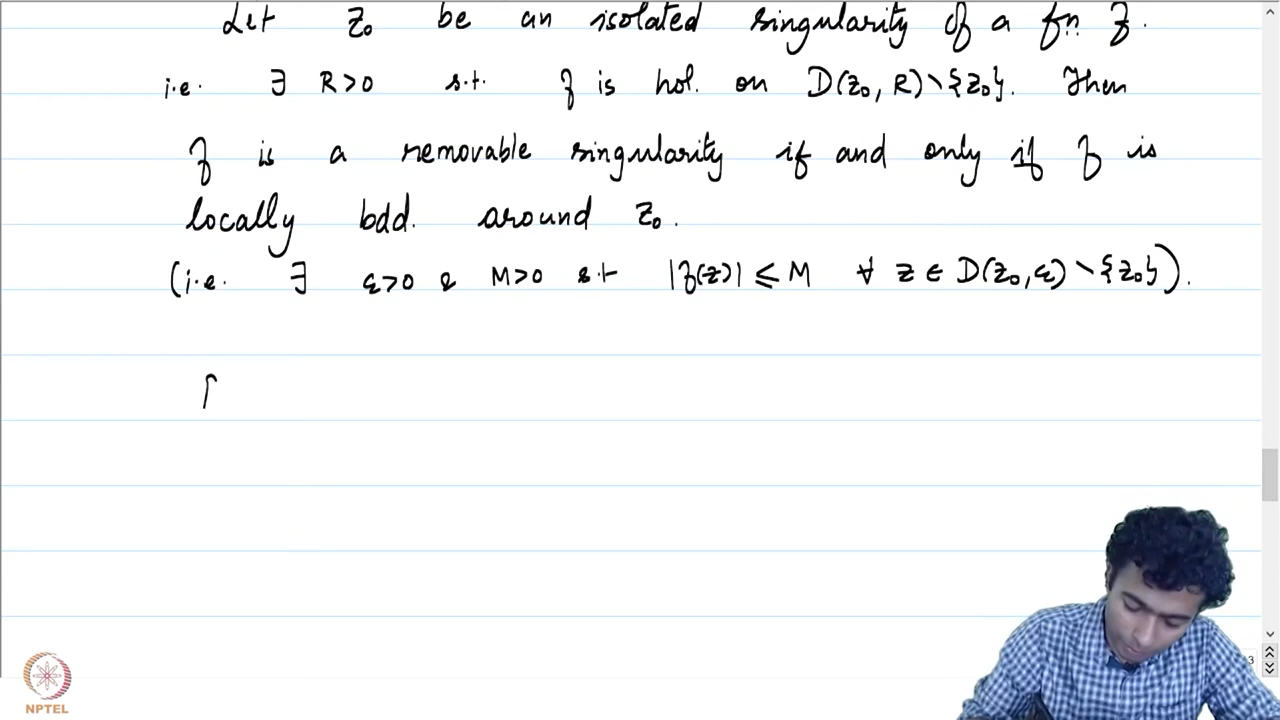 Let z₀ be an isolated singularity of a fn. f.
i.e. ∃ R>0 s.t. f is hol. on D(z₀, R)∖{z₀}. Then
f is a removable singularity if and only if f is
locally bdd. around z₀.
(i.e. ∃ ε>0 & M>0 s.t |f(z)| ≤ M ∀ z ∈ D(z₀,ε)∖{z₀}).
NPTEL